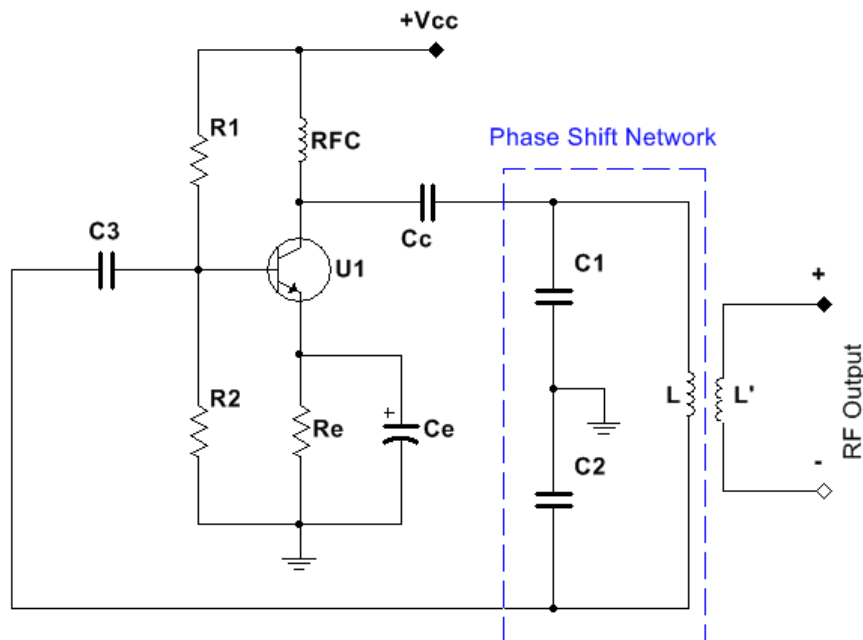 +Vcc
R1
RFC
Phase Shift Network
C3
Cc
U1
C1
+
R2
Re
+
Ce
L
L'
RF Output
C2
-